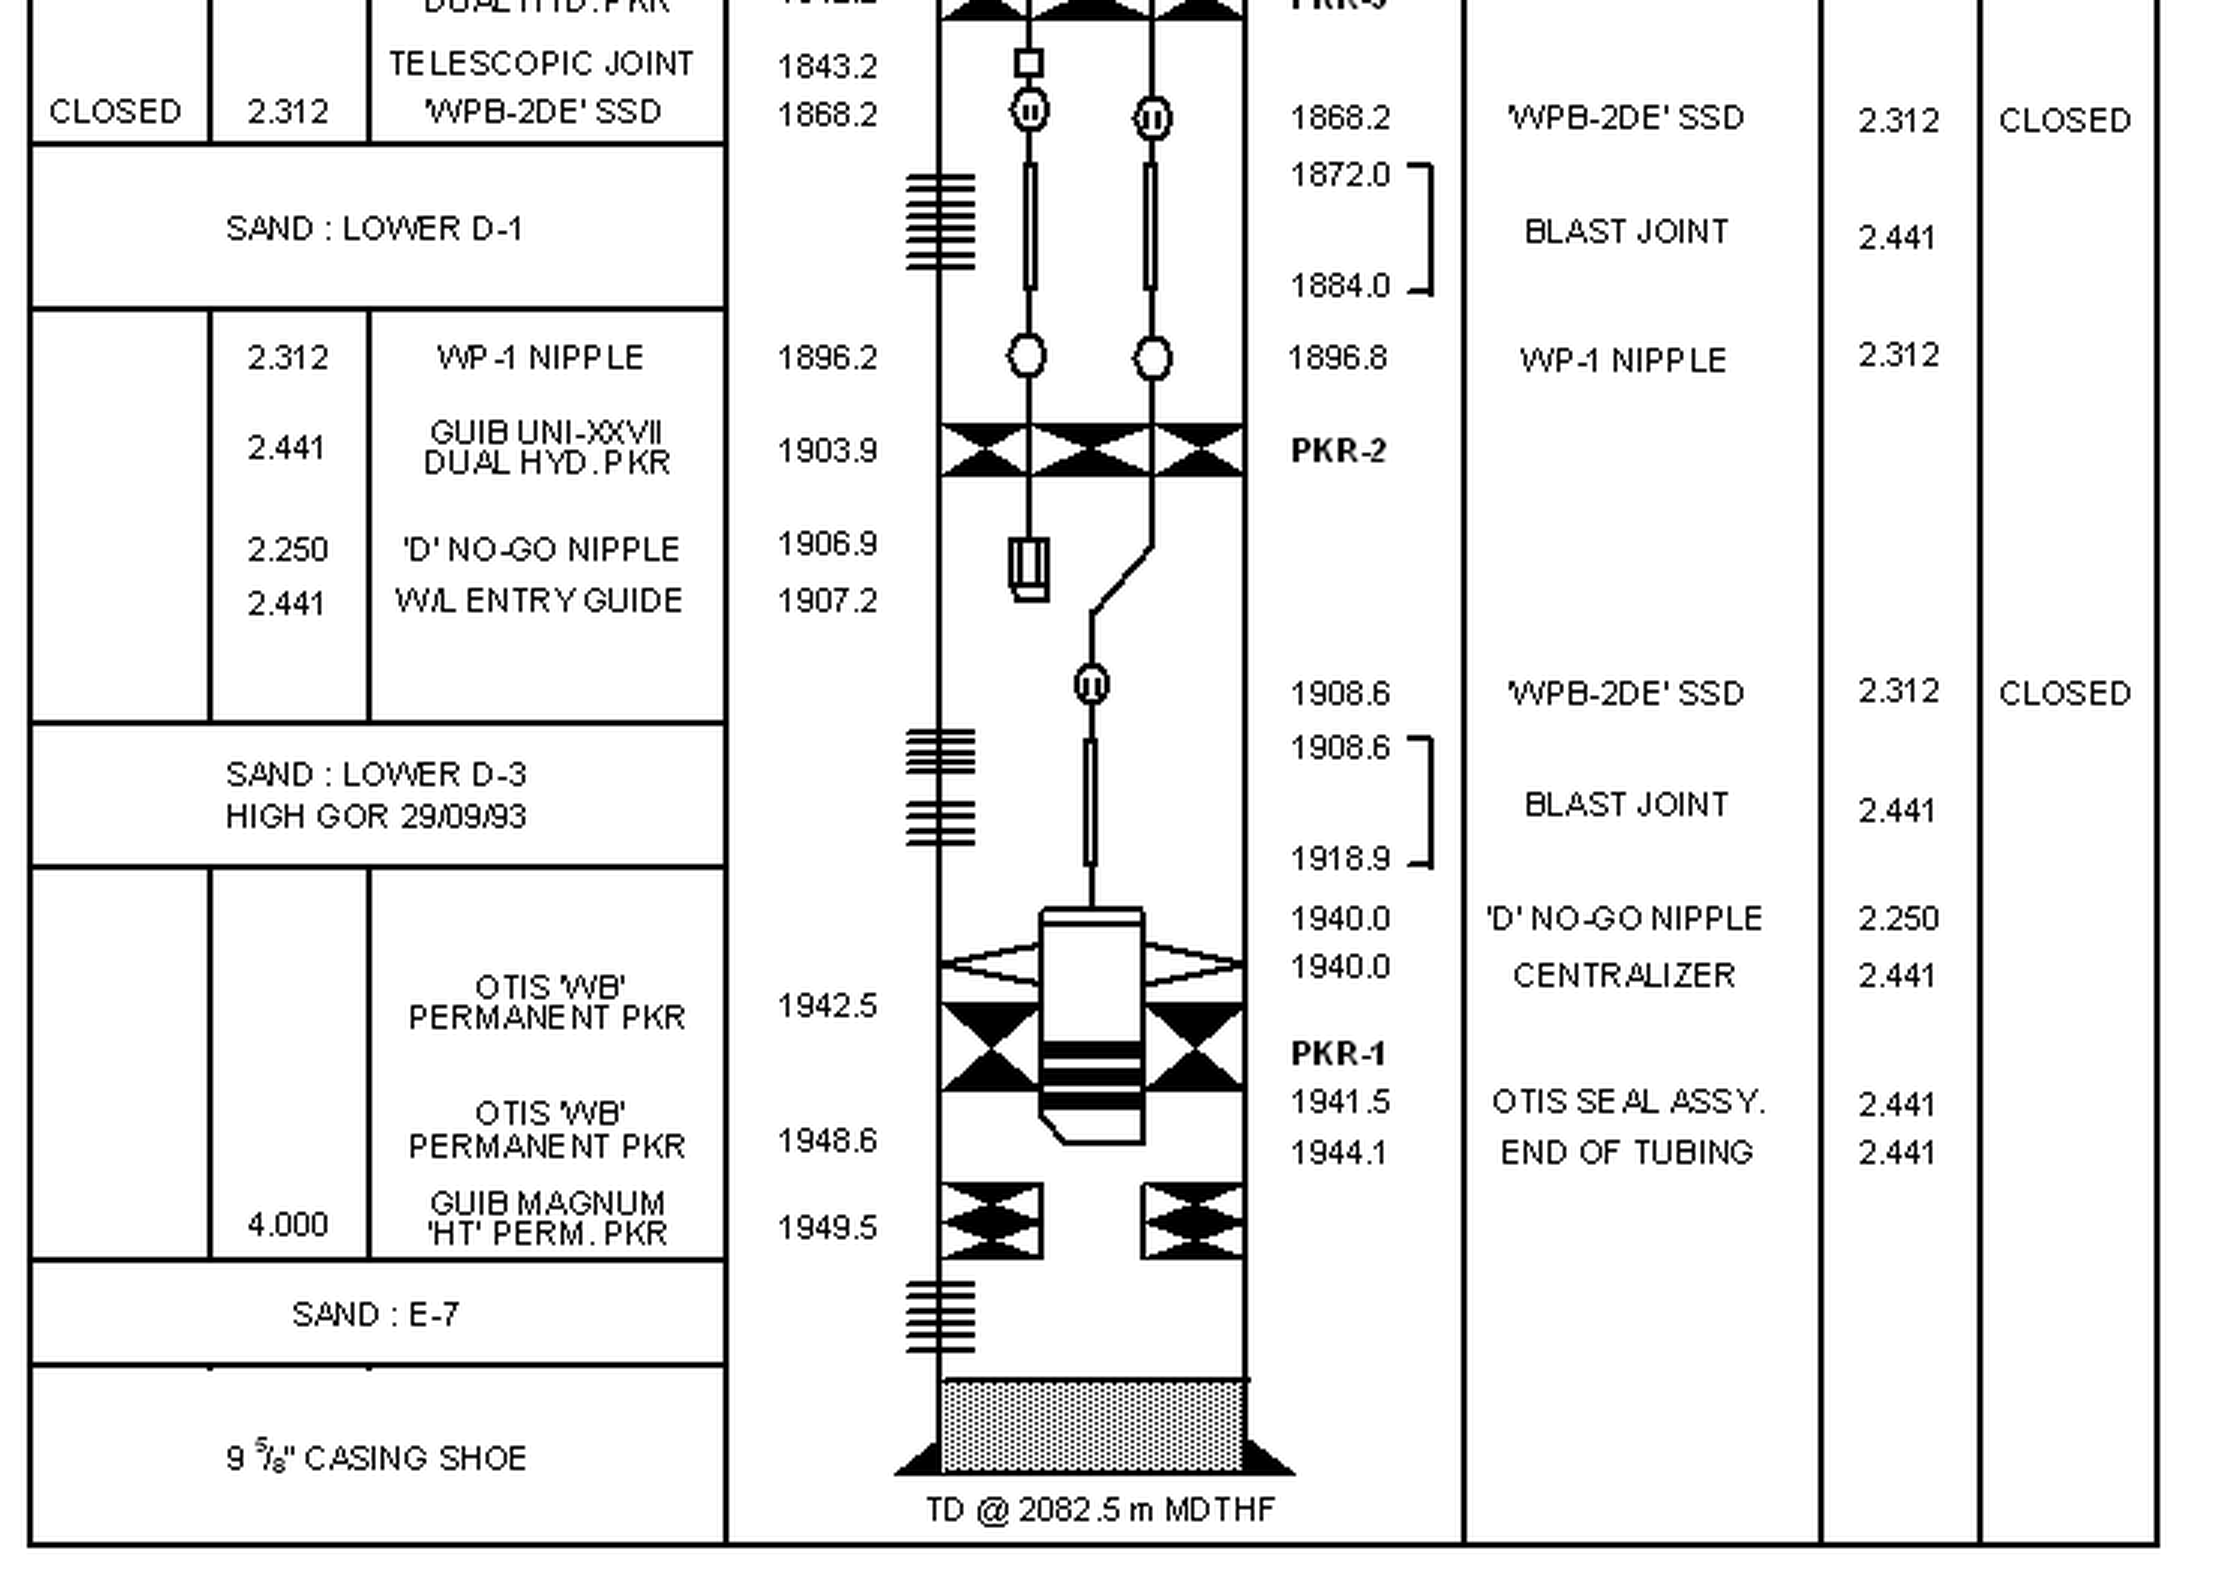 DUAL HYD. PKR
TELESCOPIC JOINT 1843.2
CLOSED 2.312 'WPB-2DE' SSD 1868.2 1868.2 'WPB-2DE' SSD 2.312 CLOSED
1872.0
SAND : LOWER D-1 BLAST JOINT 2.441
1884.0
2.312 WP-1 NIPPLE 1896.2 1896.8 WP-1 NIPPLE 2.312
2.441 GUIB UNI-XXVII
DUAL HYD. PKR 1903.9 PKR-2
2.250 'D' NO-GO NIPPLE 1906.9
2.441 W/L ENTRY GUIDE 1907.2
1908.6 'WPB-2DE' SSD 2.312 CLOSED
1908.6
SAND : LOWER D-3
HIGH GOR 29/09/93
BLAST JOINT 2.441
1918.9
1940.0 'D' NO-GO NIPPLE 2.250
1940.0 CENTRALIZER 2.441
OTIS 'WB'
PERMANENT PKR 1942.5
PKR-1
1941.5 OTIS SEAL ASSY. 2.441
OTIS 'WB'
PERMANENT PKR 1948.6
1944.1 END OF TUBING 2.441
4.000 GUIB MAGNUM
'HT' PERM. PKR 1949.5
SAND : E-7
9 5/8" CASING SHOE
TD @ 2082.5 m MDTHF